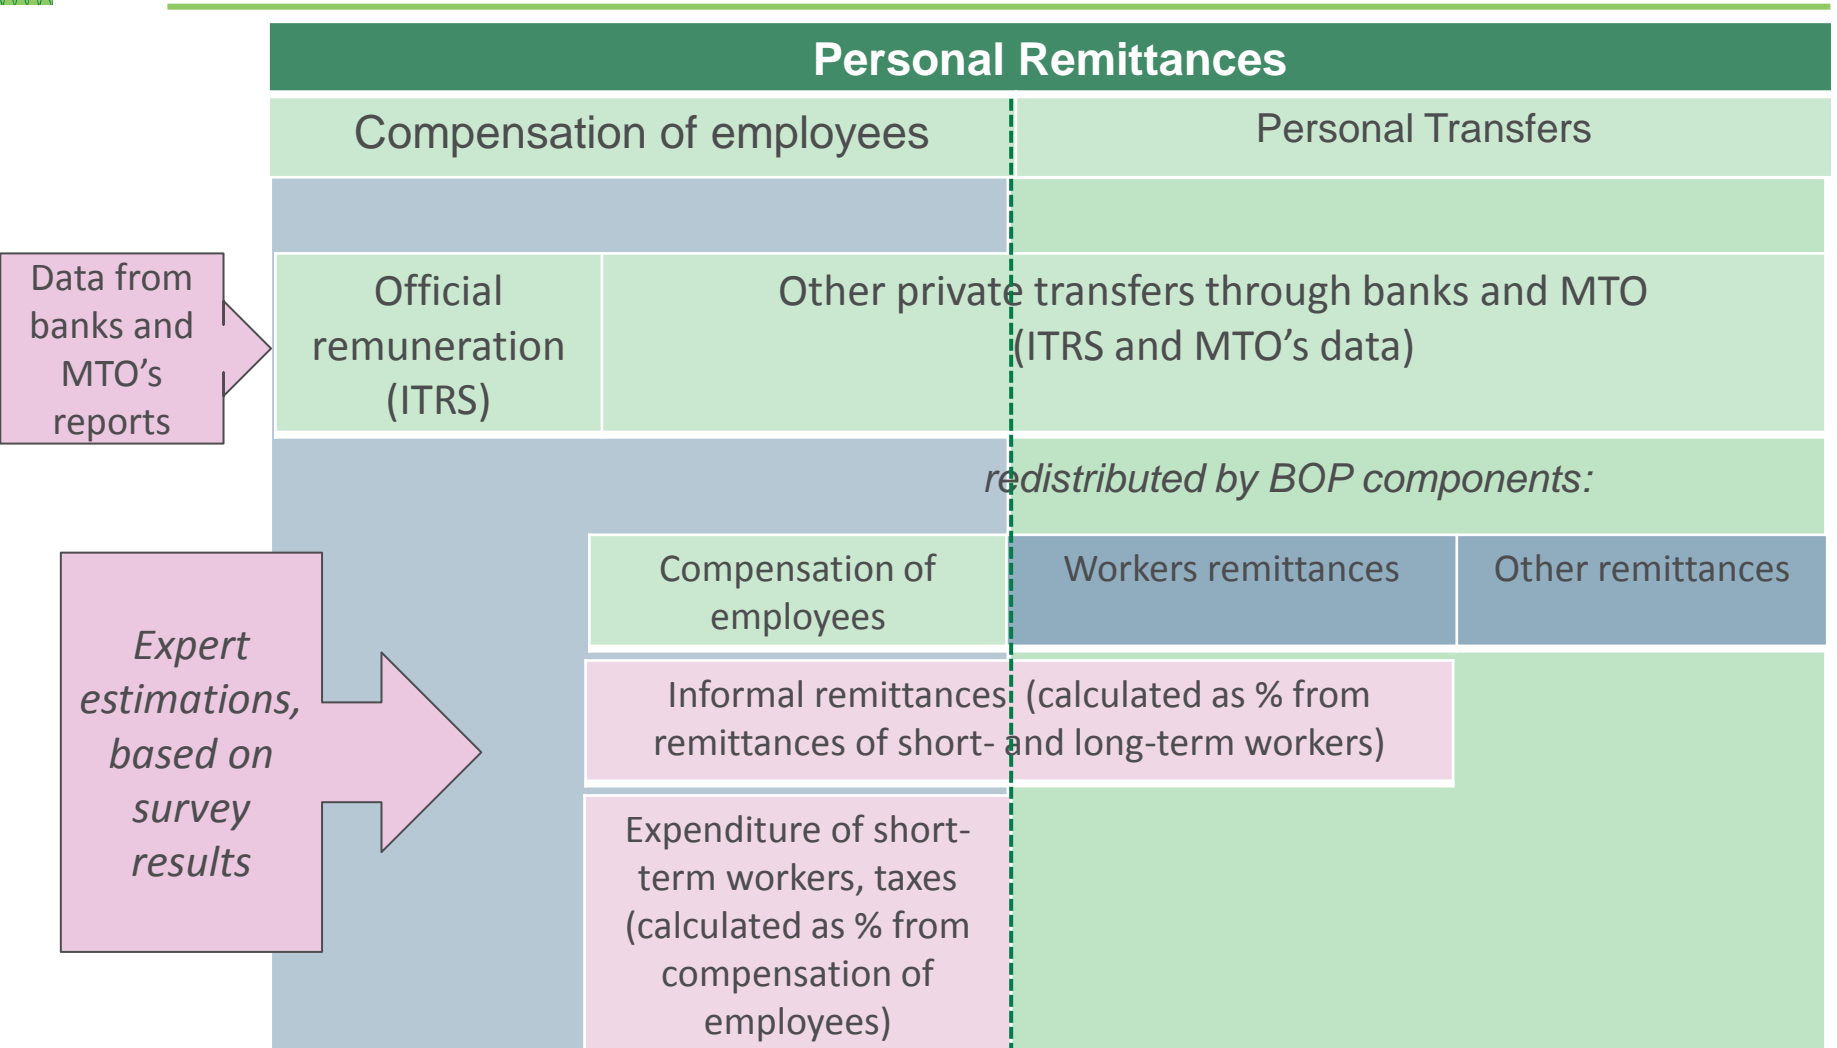 Personal Remittances
Compensation of employees
Personal Transfers
Data from
banks and
MTO's
reports
Official
remuneration
(ITRS)
Other private transfers through banks and MTO
(ITRS and MTO's data)
redistributed by BOP components:
Compensation of
employees
Workers remittances
Other remittances
Expert
estimations,
based on
survey
results
Informal remittances (calculated as % from
remittances of short- and long-term workers)
Expenditure of short-
term workers, taxes
(calculated as % from
compensation of
employees)